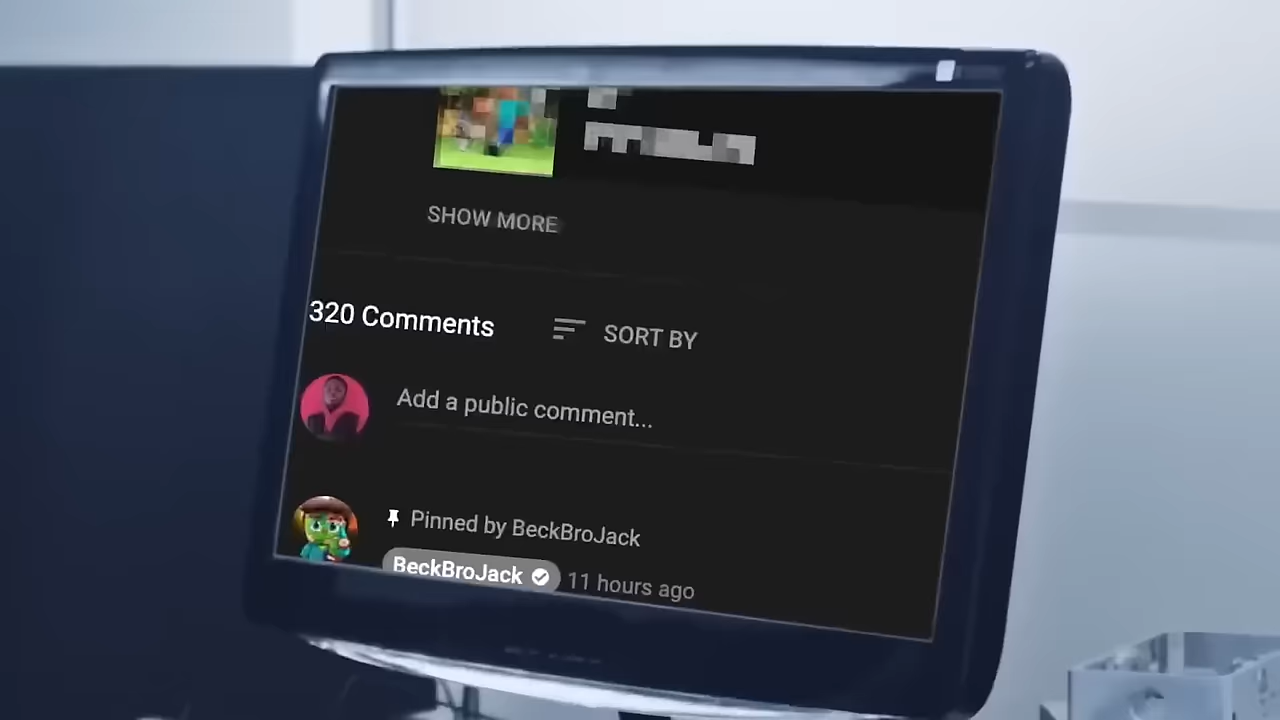 SHOW MORE
320 Comments
SORT BY
Add a public comment...
Pinned by BeckBroJack
BeckBroJack
11 hours ago